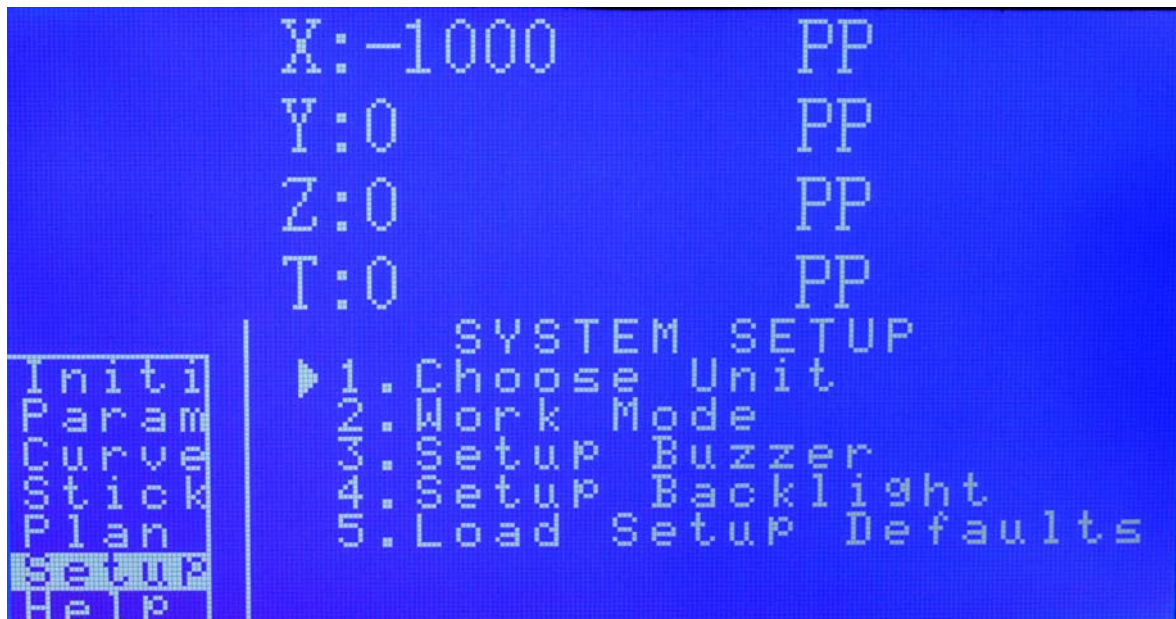 X:-1000 PP
Y:0 PP
Z:0 PP
T:0 PP
SYSTEM SETUP
1.Choose Unit
2.Work Mode
3.Setup Buzzer
4.Setup Backlight
5.Load Setup Defaults
Initi
Param
Curve
Stick
Plan
Setup
Help